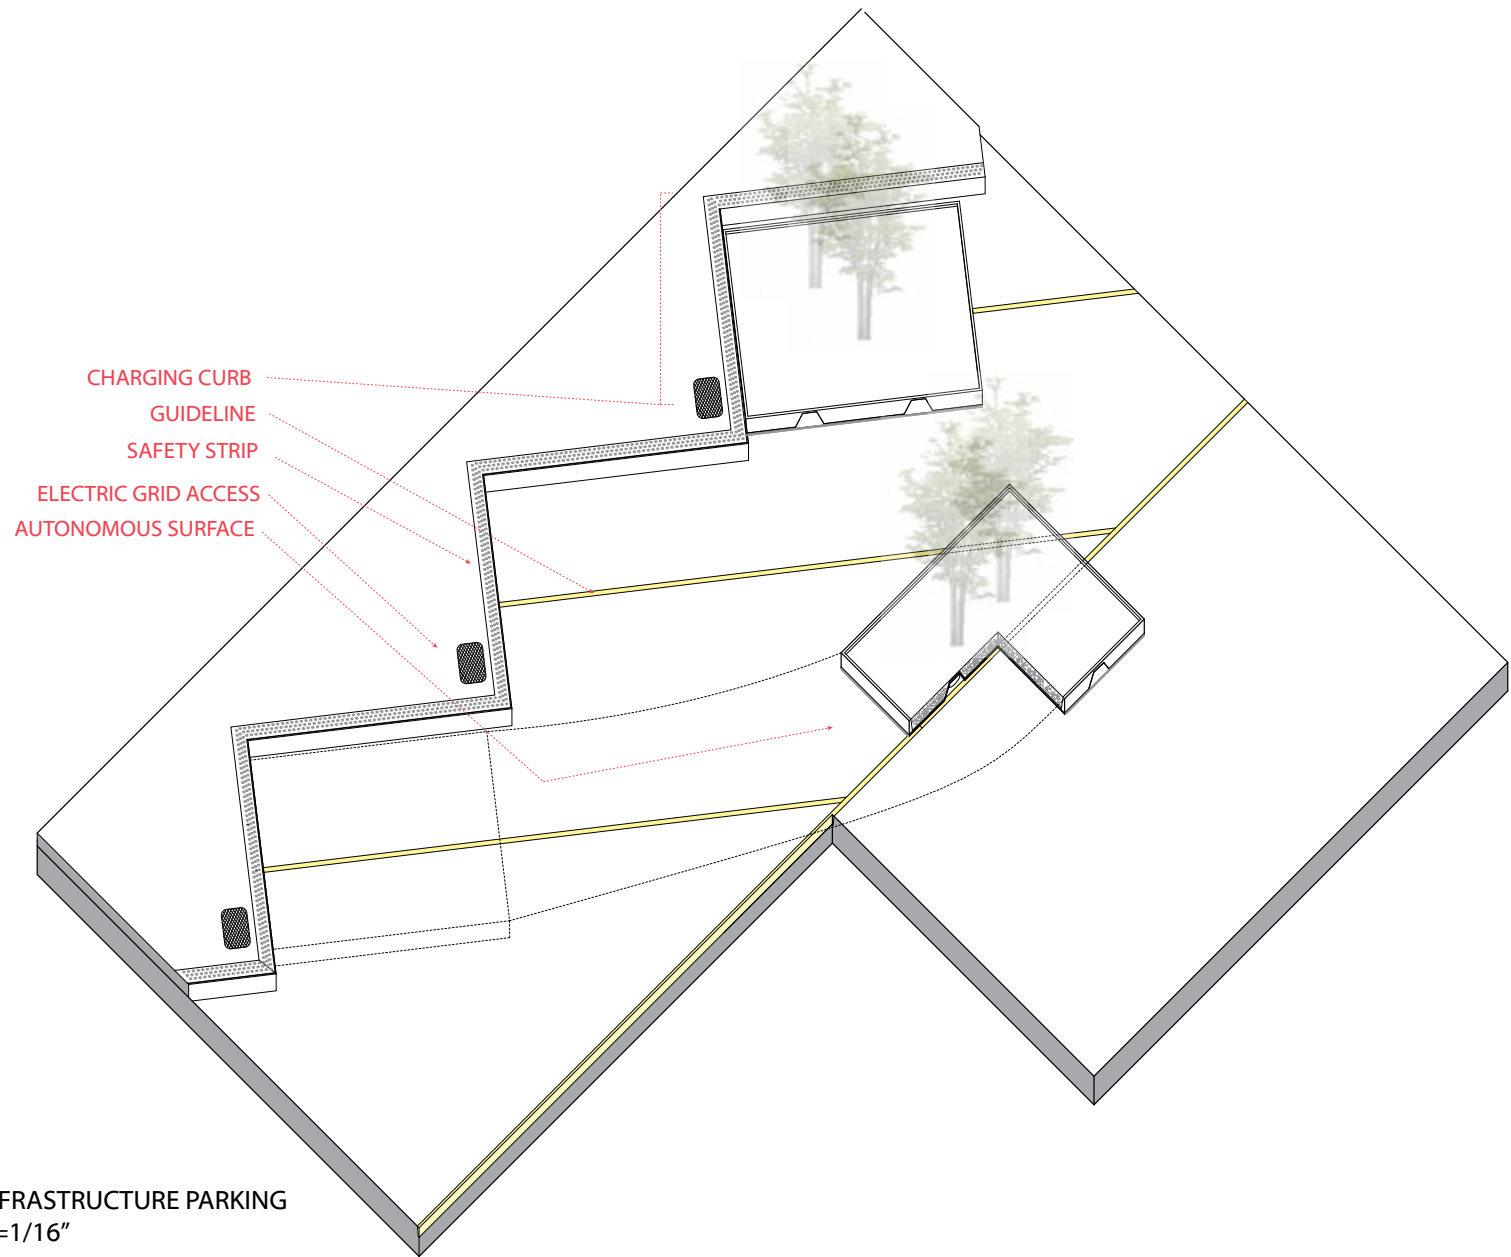 CHARGING CURB
GUIDELINE
SAFETY STRIP
ELECTRIC GRID ACCESS
AUTONOMOUS SURFACE
FRASTRUCTURE PARKING
=1/16”